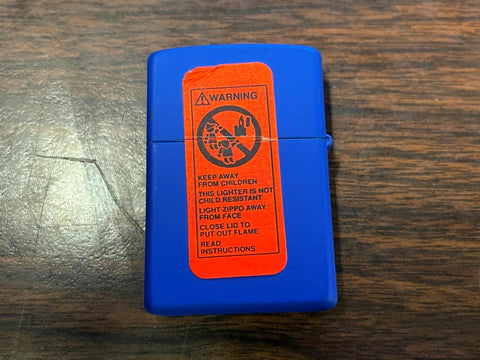 WARNING
KEEP AWAY
FROM CHILDREN
THIS LIGHTER IS NOT
CHILD RESISTANT
LIGHT ZIPPO AWAY
FROM FACE
CLOSE LID TO
PUT OUT FLAME
READ
INSTRUCTIONS